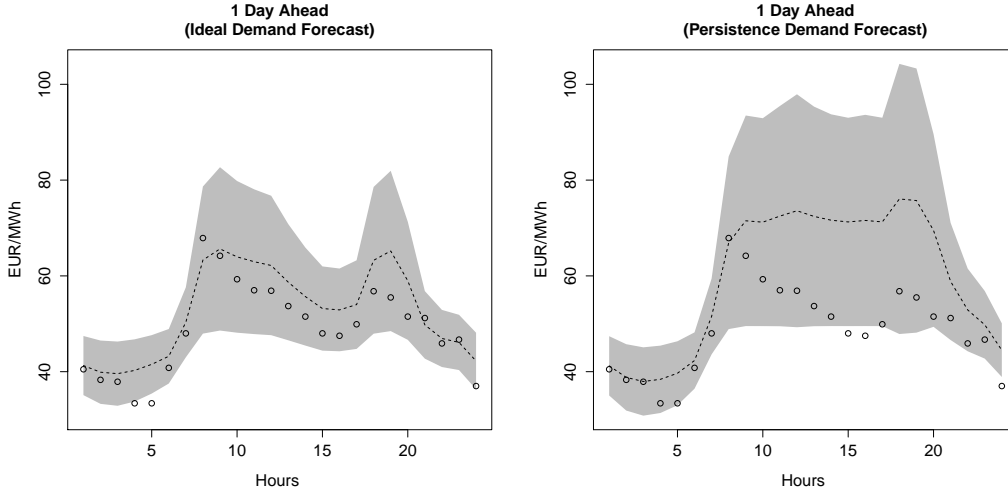 1 Day Ahead
(Ideal Demand Forecast)
EUR/MWh
100
80
60
40
5
10
15
20
Hours
1 Day Ahead
(Persistence Demand Forecast)
EUR/MWh
100
80
60
40
5
10
15
20
Hours